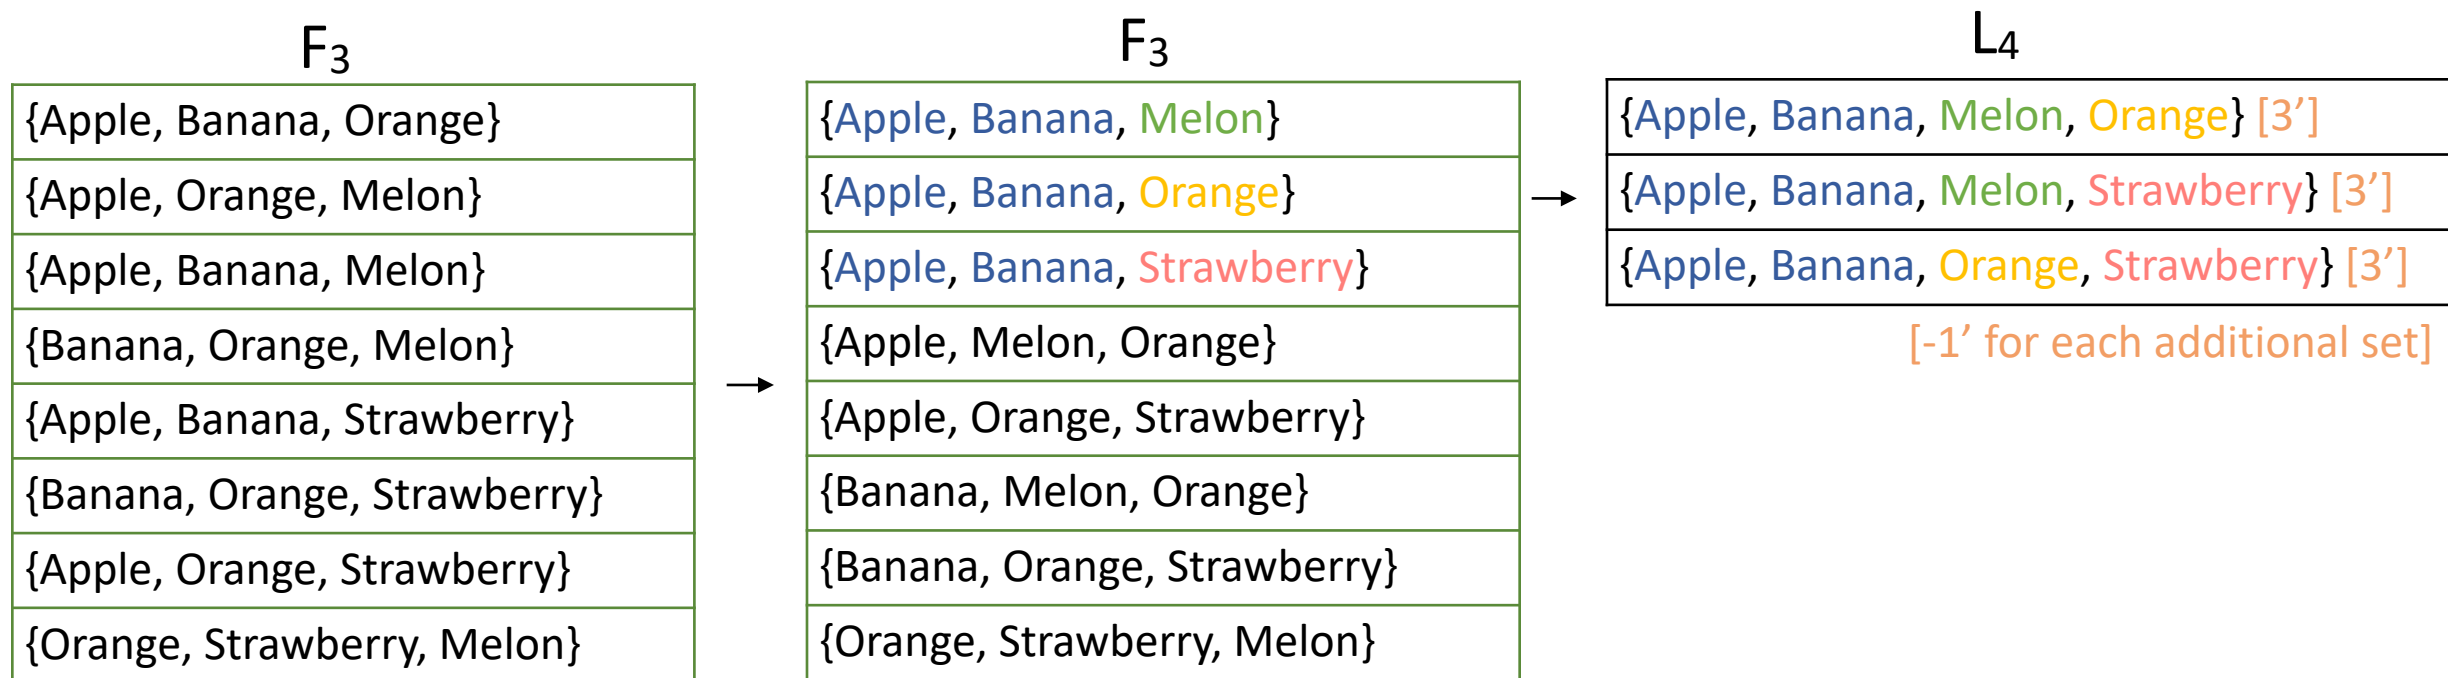 F3
{Apple, Banana, Orange}
{Apple, Orange, Melon}
{Apple, Banana, Melon}
{Banana, Orange, Melon}
{Apple, Banana, Strawberry}
{Banana, Orange, Strawberry}
{Apple, Orange, Strawberry}
{Orange, Strawberry, Melon}
F3
{Apple, Banana, Melon}
{Apple, Banana, Orange}
{Apple, Banana, Strawberry}
{Apple, Melon, Orange}
{Apple, Orange, Strawberry}
{Banana, Melon, Orange}
{Banana, Orange, Strawberry}
{Orange, Strawberry, Melon}
L4
{Apple, Banana, Melon, Orange} [3’]
{Apple, Banana, Melon, Strawberry} [3’]
{Apple, Banana, Orange, Strawberry} [3’]
[-1’ for each additional set]